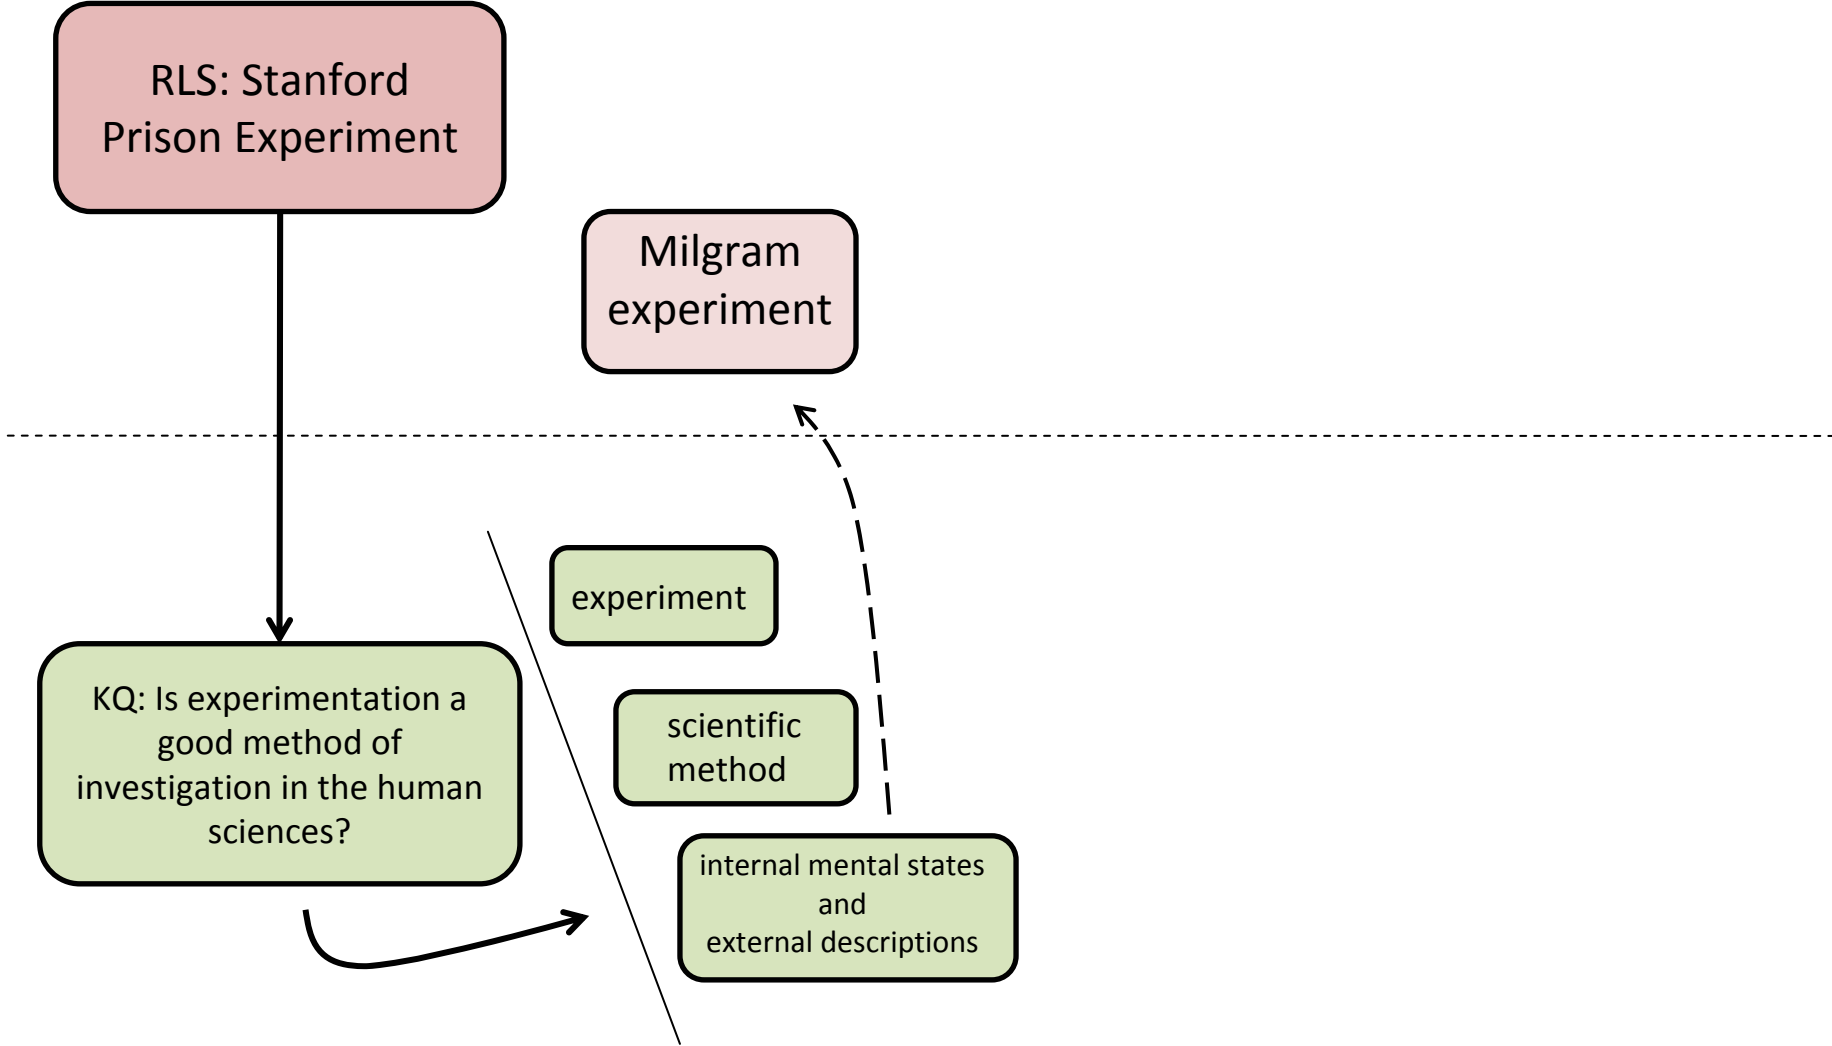 RLS: Stanford
Prison Experiment
Milgram
experiment
experiment
KQ: Is experimentation a
good method of
investigation in the human
sciences?
scientific
method
internal mental states
and
external descriptions